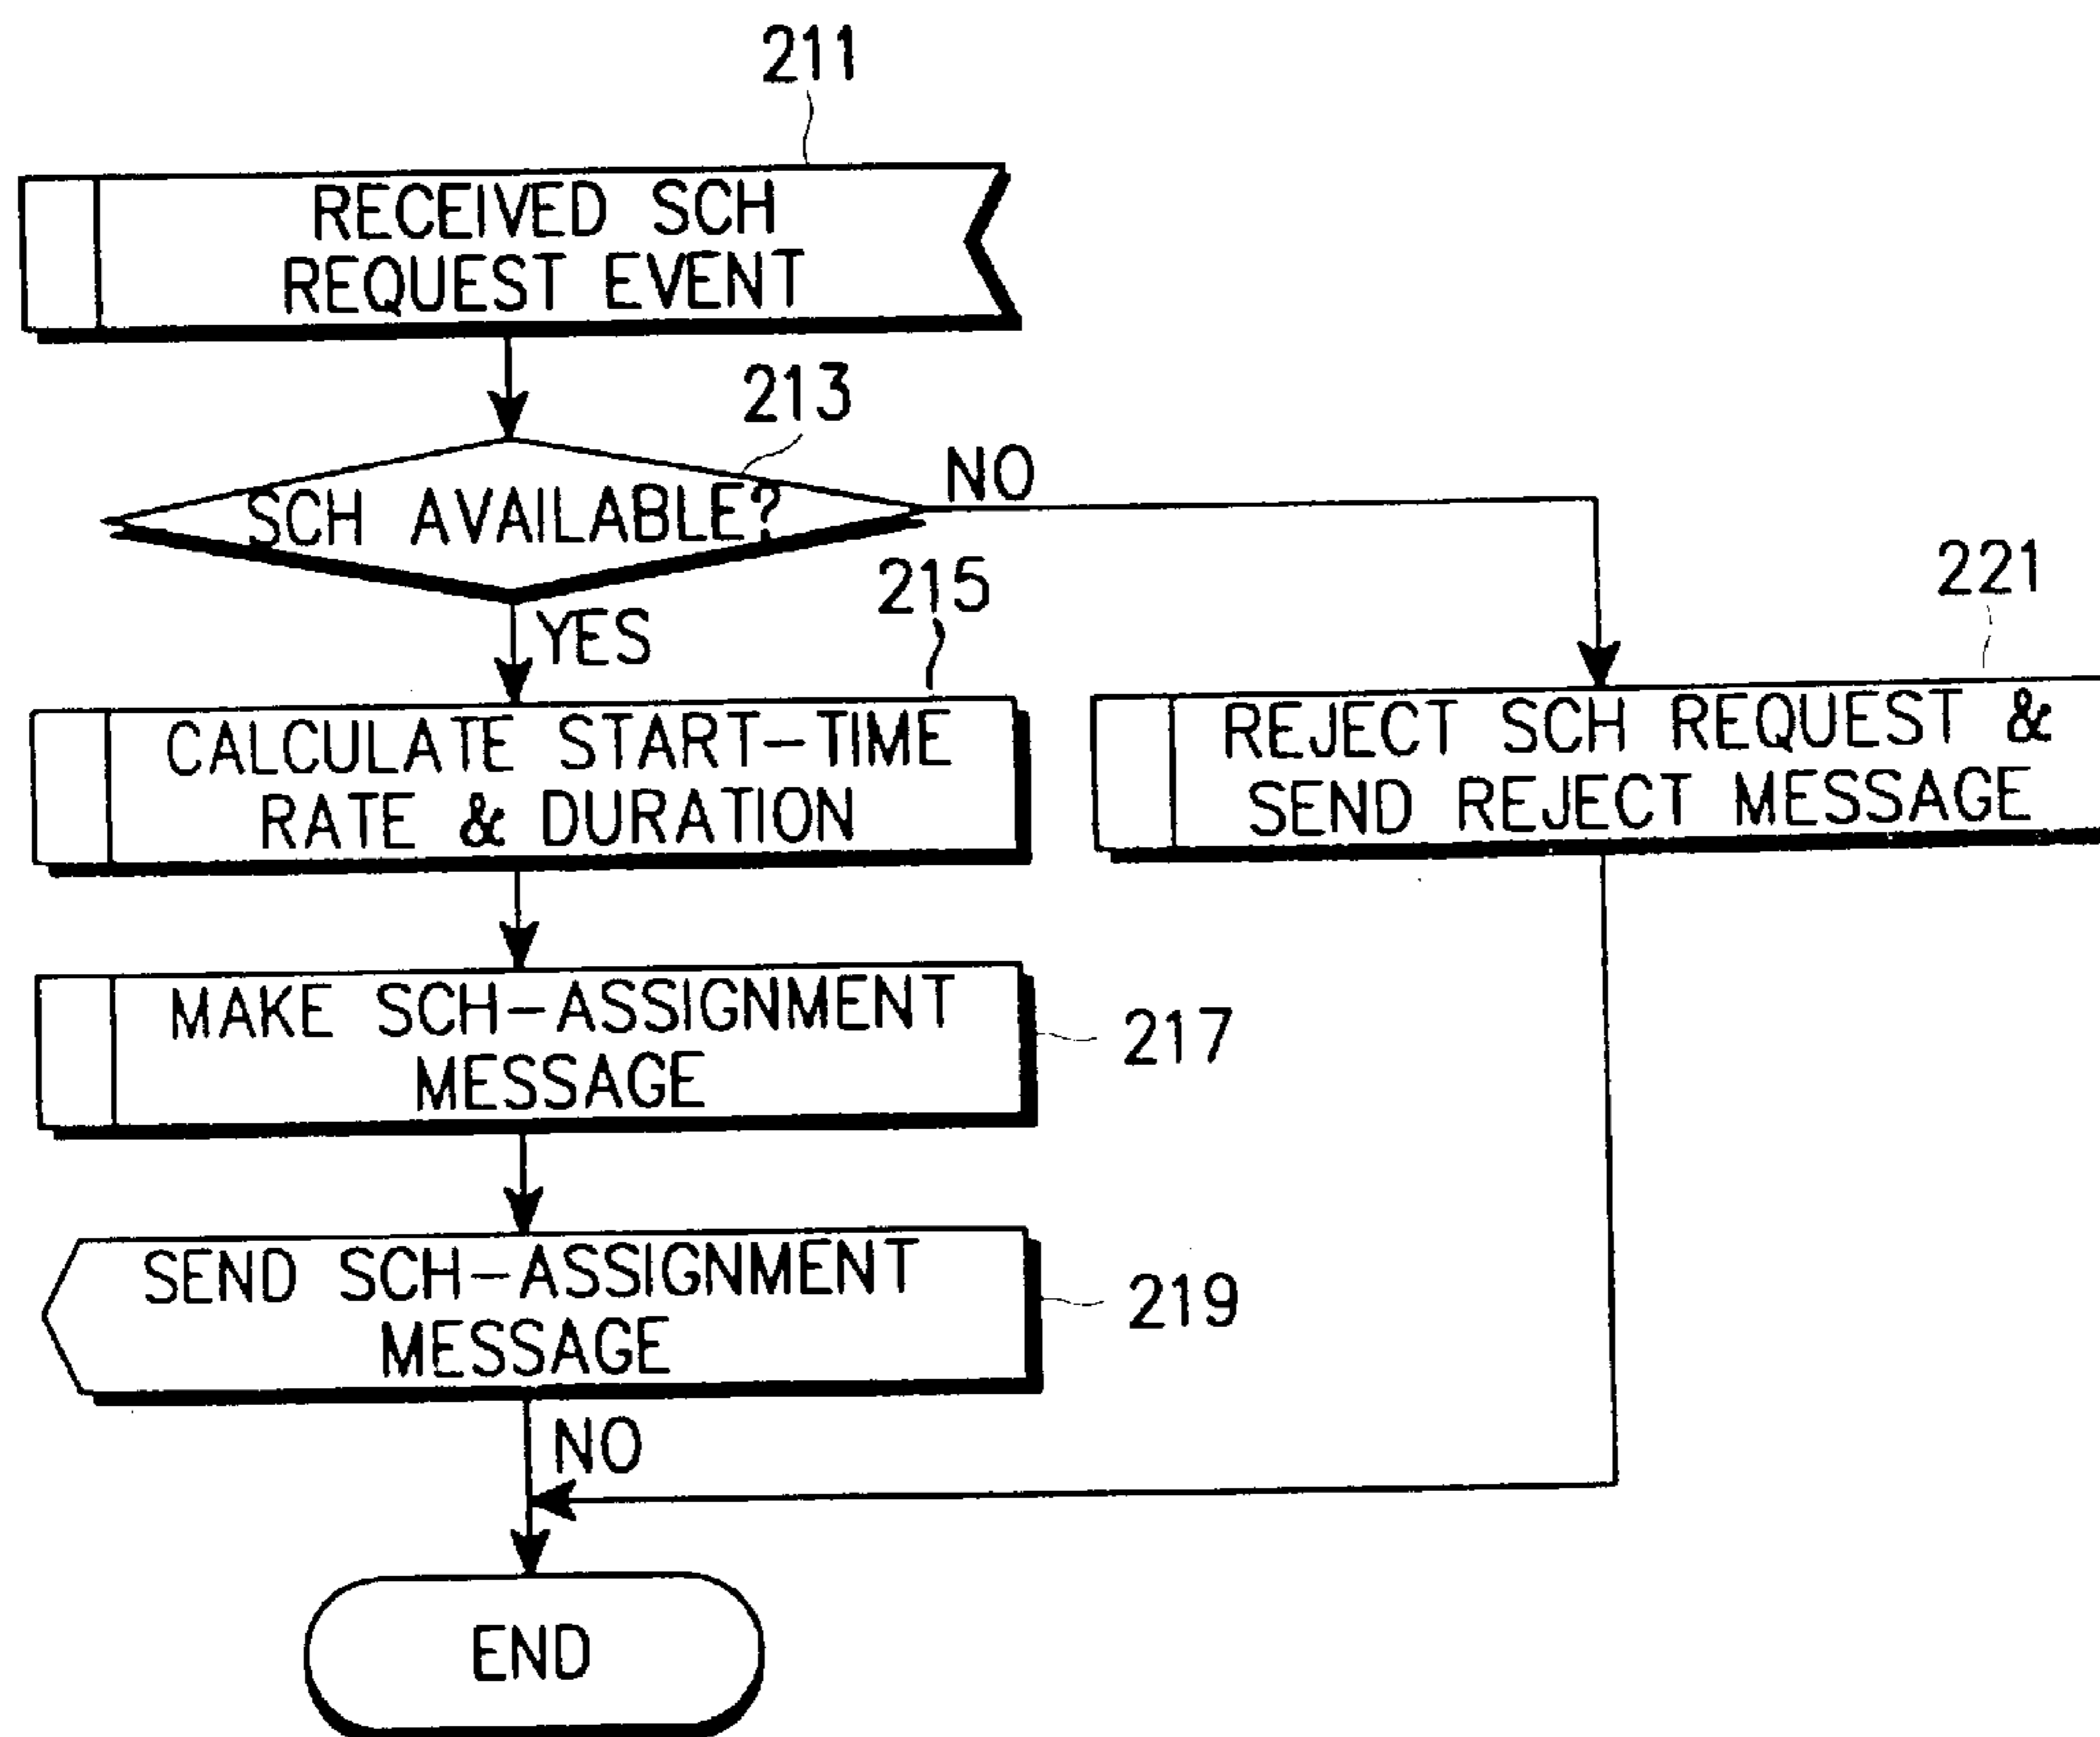 211
RECEIVED SCH
REQUEST EVENT
213
SCH AVAILABLE?
NO
YES
215
CALCULATE START-TIME
RATE & DURATION
221
REJECT SCH REQUEST &
SEND REJECT MESSAGE
MAKE SCH-ASSIGNMENT
MESSAGE
217
SEND SCH-ASSIGNMENT
MESSAGE
219
NO
END